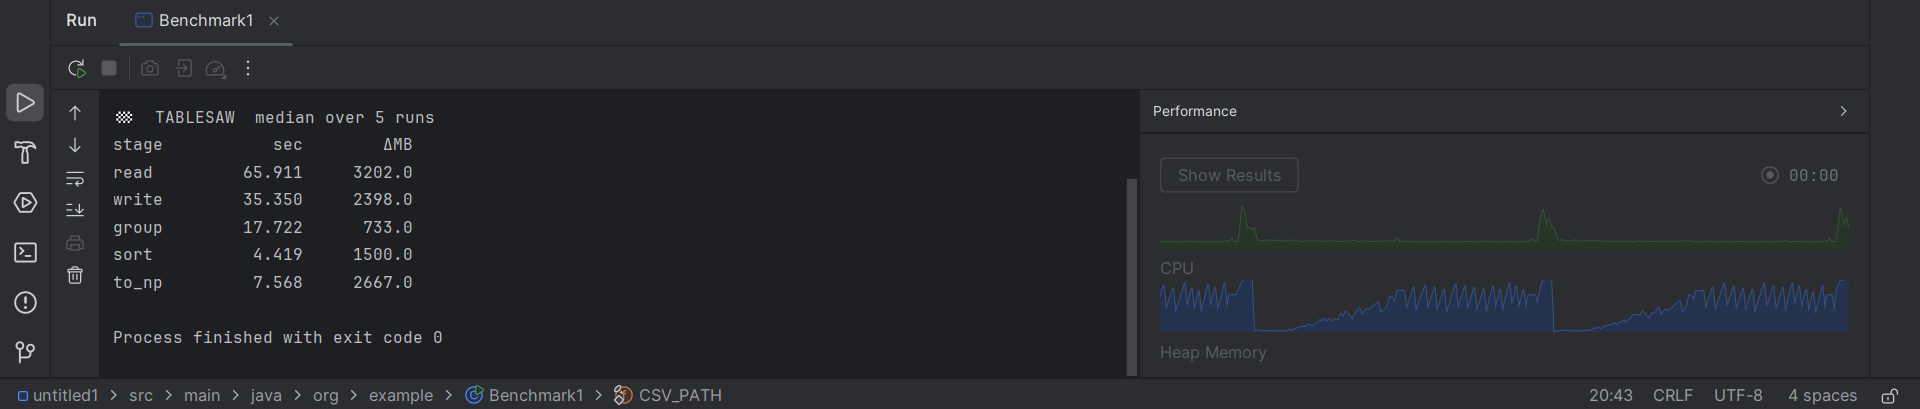 Run Benchmark1
TABLESAW median over 5 runs
stage sec ΔMB
read 65.911 3202.0
write 35.350 2398.0
group 17.722 733.0
sort 4.419 1500.0
to_np 7.568 2667.0
Process finished with exit code 0
Performance
Show Results 00:00
CPU
Heap Memory
untitled1 > src > main > java > org > example > Benchmark1 > CSV_PATH 20:43 CRLF UTF-8 4 spaces